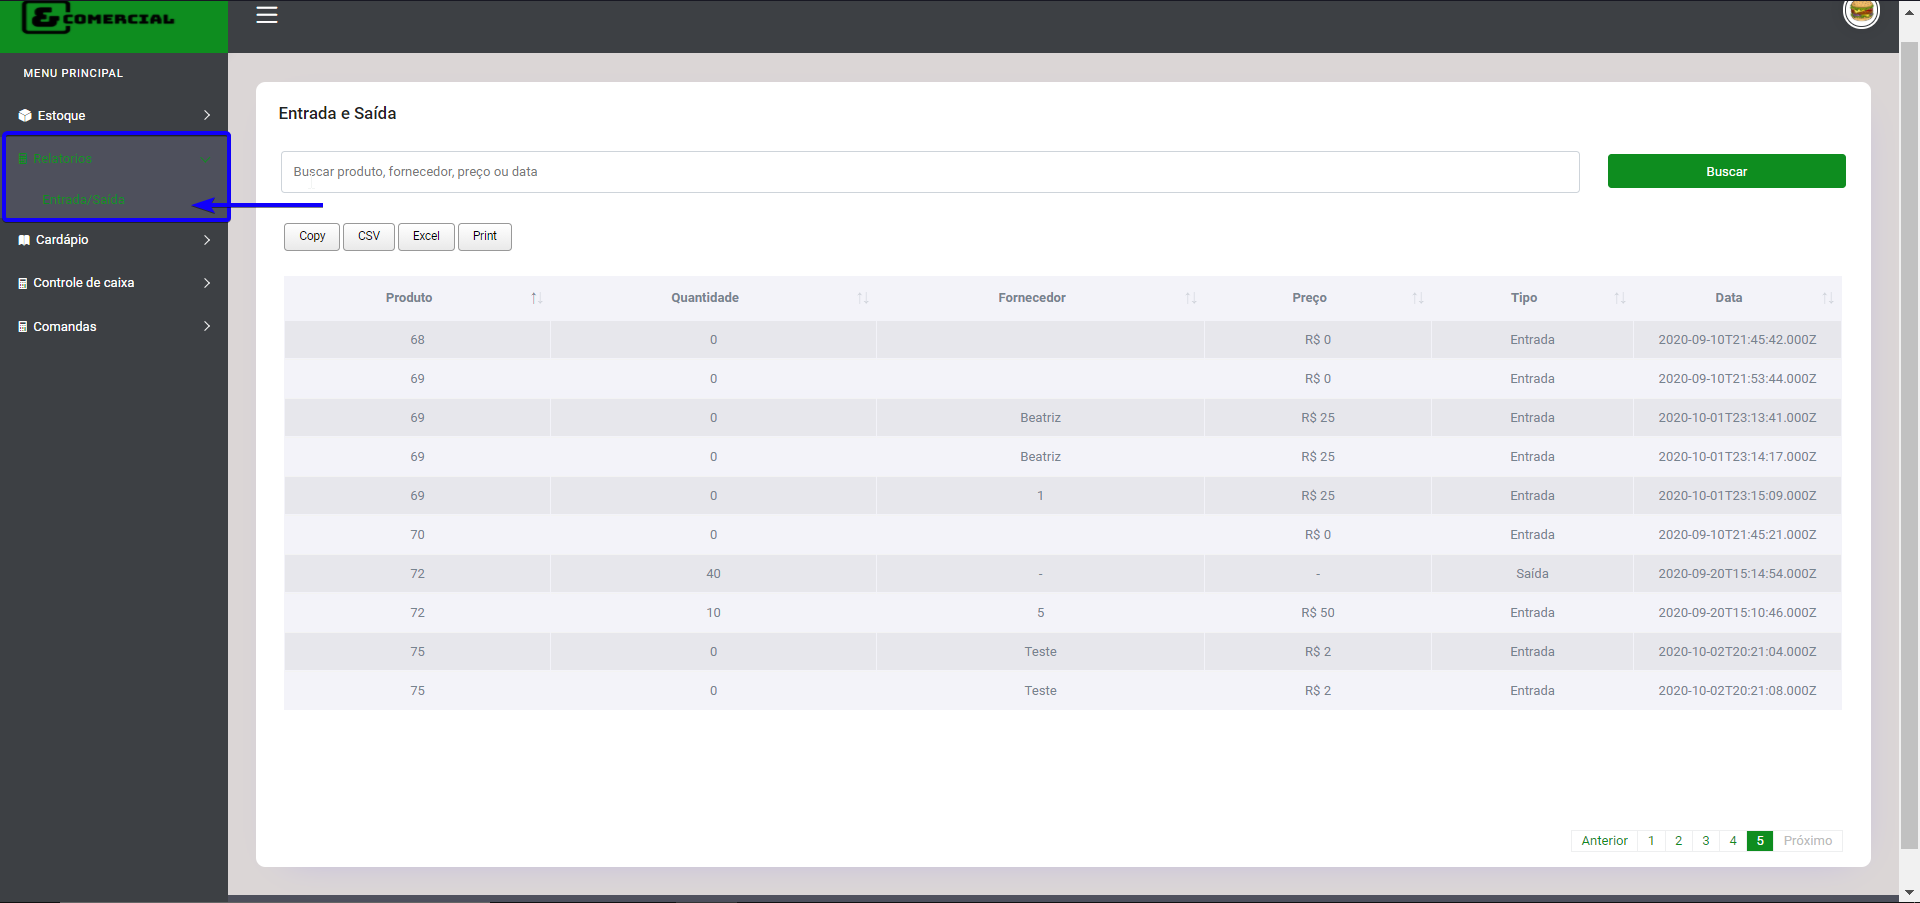 & COMERCIAL
MENU PRINCIPAL
Estoque
Relatorios
Entrada/Saída
Cardápio
Controle de caixa
Comandas
Entrada e Saída
Buscar produto, fornecedor, preço ou data
Buscar
Copy CSV Excel Print
Produto Quantidade Fornecedor Preço Tipo Data
68 0 R$ 0 Entrada 2020-09-10T21:45:42.000Z
69 0 R$ 0 Entrada 2020-09-10T21:53:44.000Z
69 0 Beatriz R$ 25 Entrada 2020-10-01T23:13:41.000Z
69 0 Beatriz R$ 25 Entrada 2020-10-01T23:14:17.000Z
69 0 1 R$ 25 Entrada 2020-10-01T23:15:09.000Z
70 0 R$ 0 Entrada 2020-09-10T21:45:21.000Z
72 40 - - Saída 2020-09-20T15:14:54.000Z
72 10 5 R$ 50 Entrada 2020-09-20T15:10:46.000Z
75 0 Teste R$ 2 Entrada 2020-10-02T20:21:04.000Z
75 0 Teste R$ 2 Entrada 2020-10-02T20:21:08.000Z
Anterior 1 2 3 4 5 Próximo